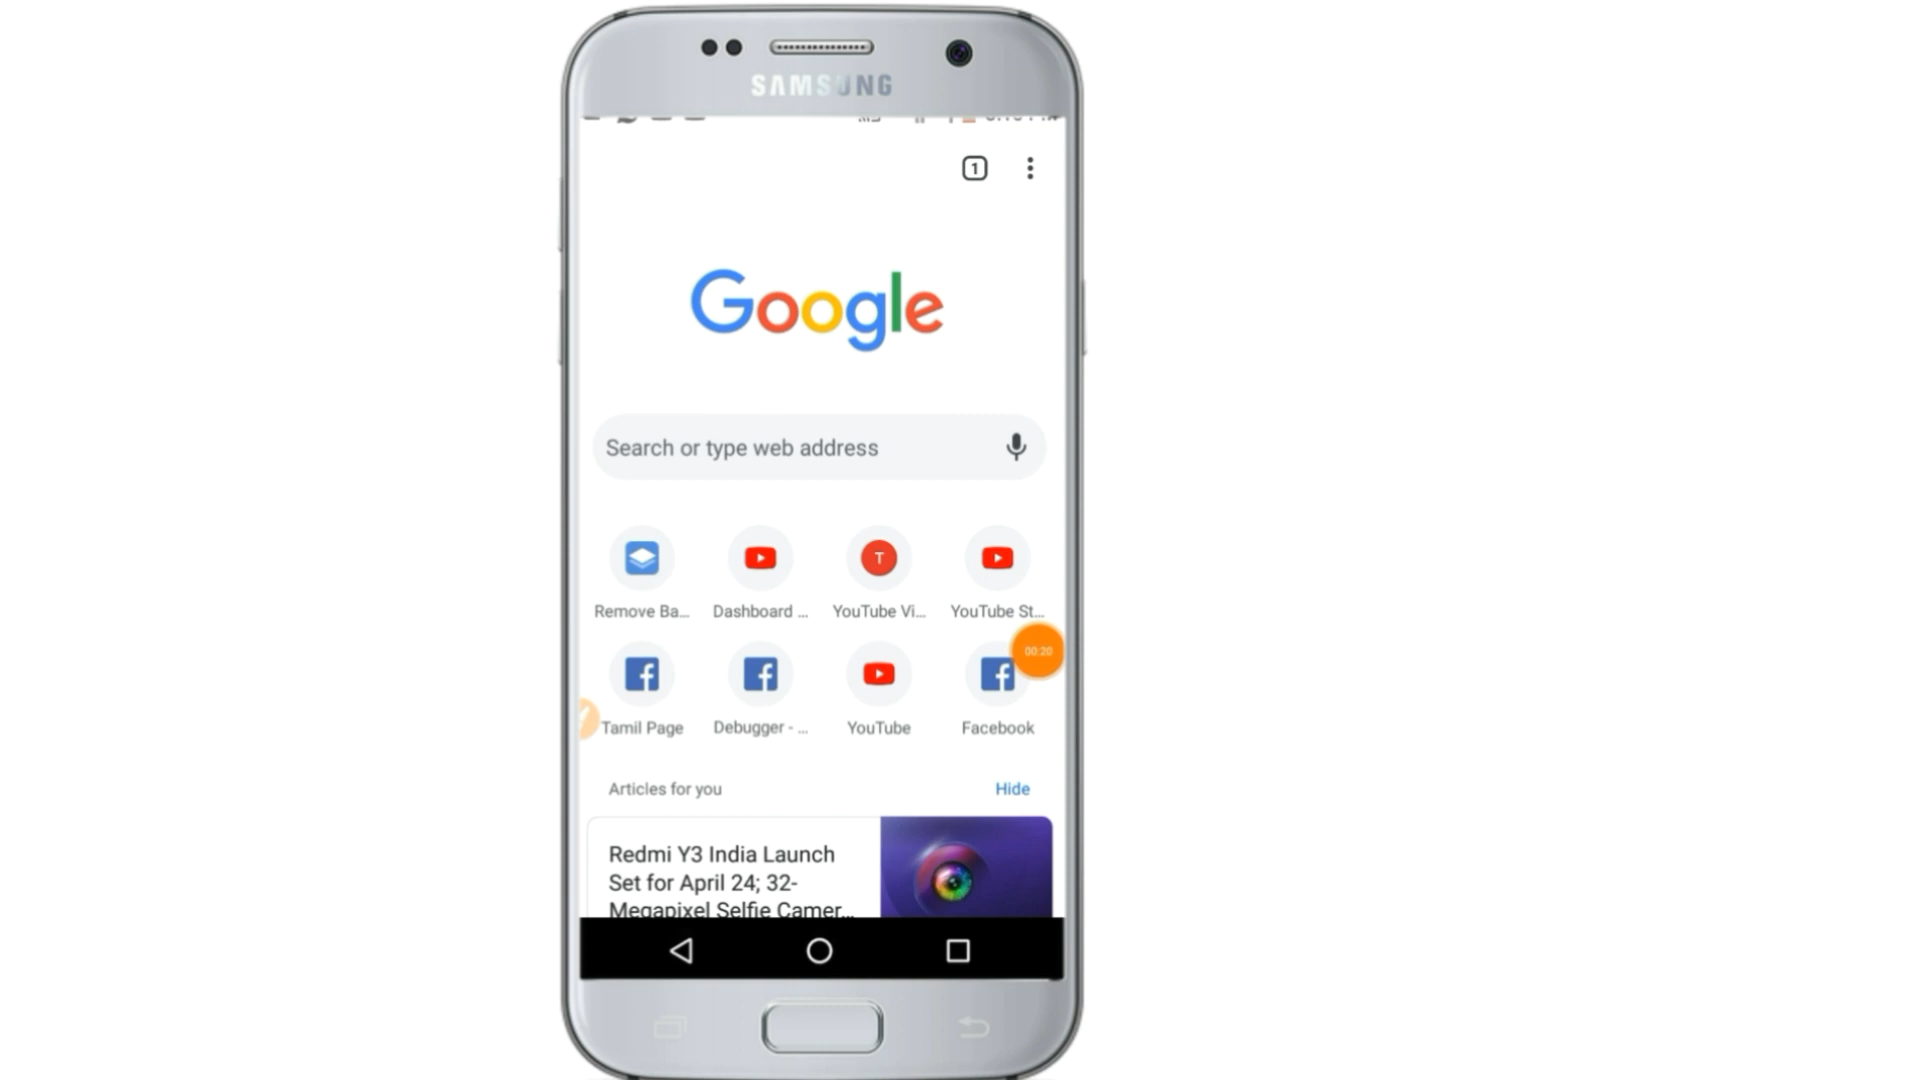 SAMSUNG
1
Google
Search or type web address
Remove Ba...
Dashboard ...
T
YouTube Vi...
YouTube St...
00:20
Tamil Page
Debugger - ...
YouTube
Facebook
Articles for you
Hide
Redmi Y3 India Launch
Set for April 24; 32-
Megapixel Selfie Camer...